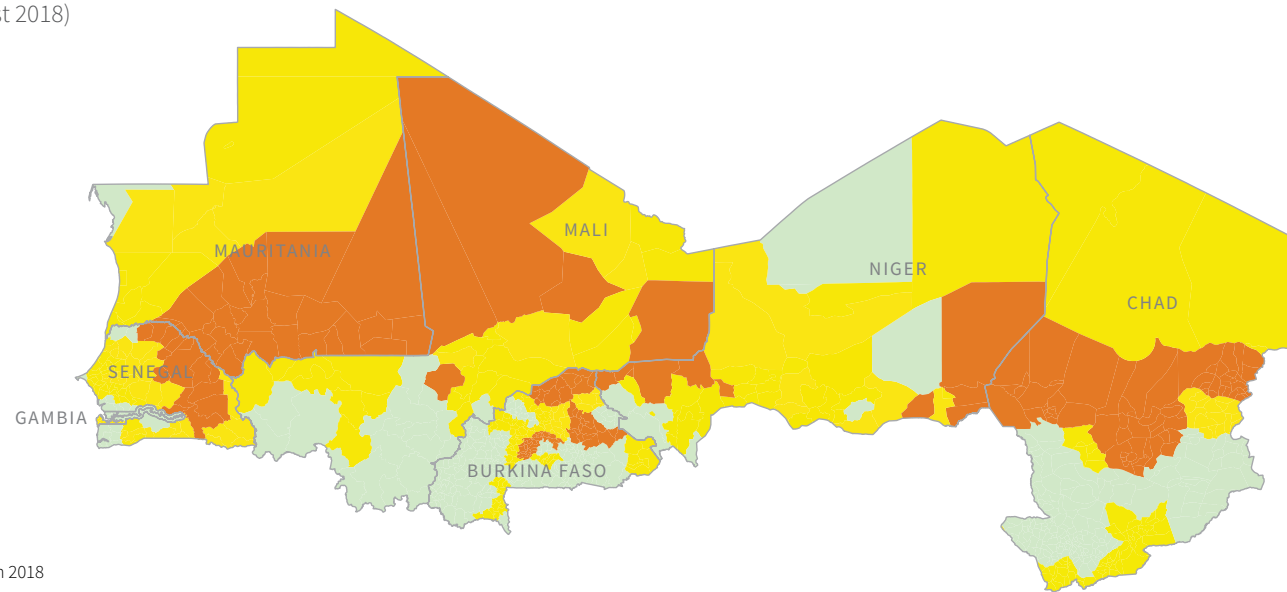 st 2018)
MALI
MAURITANIA
NIGER
CHAD
SENEGAL
GAMBIA
BURKINA FASO
2018